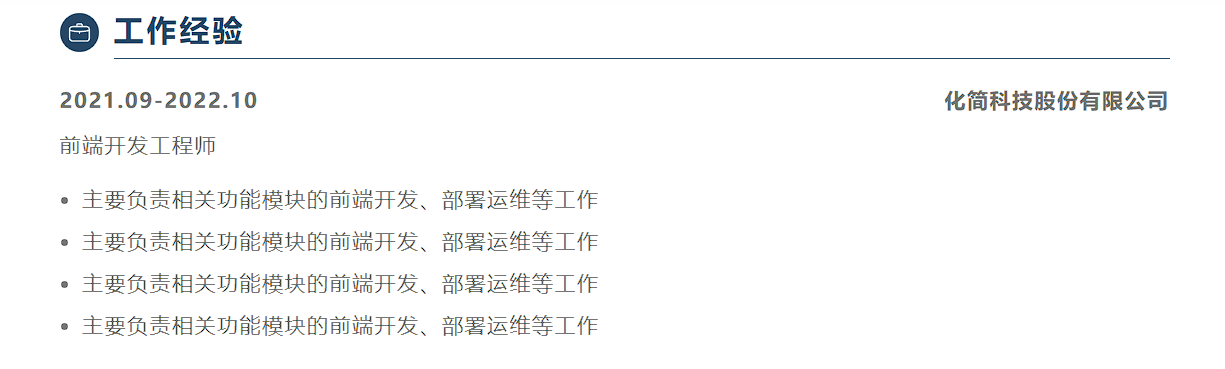 工作经验
2021.09-2022.10 化简科技股份有限公司
前端开发工程师
• 主要负责相关功能模块的前端开发、部署运维等工作
• 主要负责相关功能模块的前端开发、部署运维等工作
• 主要负责相关功能模块的前端开发、部署运维等工作
• 主要负责相关功能模块的前端开发、部署运维等工作